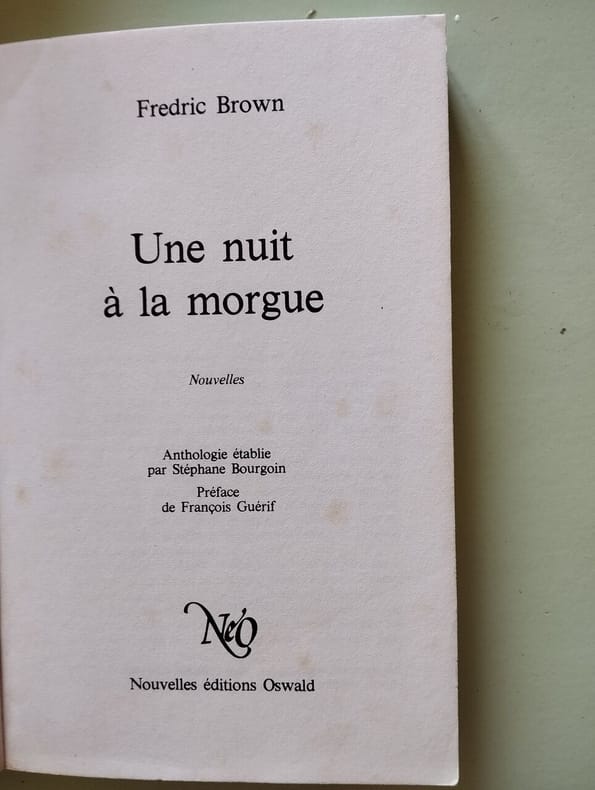 Fredric Brown
Une nuit
à la morgue
Nouvelles
Anthologie établie
par Stéphane Bourgoin
Préface
de François Guérif
NéO
Nouvelles éditions Oswald